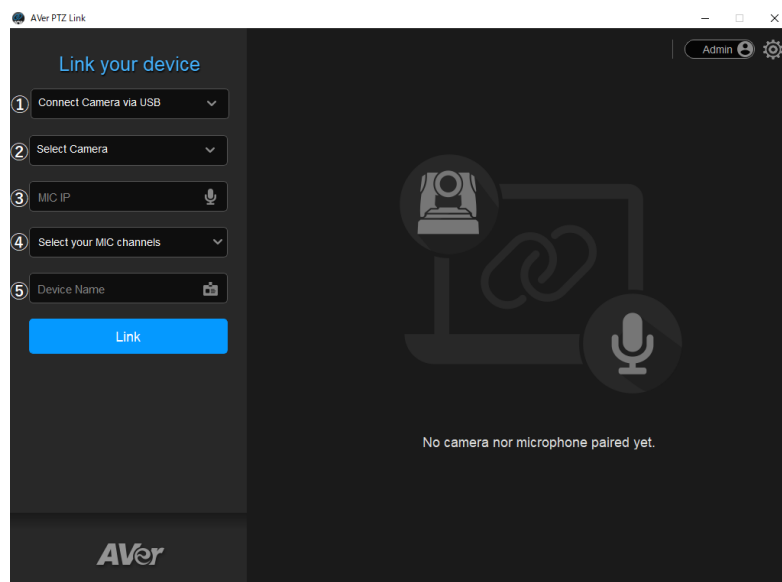 AVer PTZ Link
Link your device
Admin
① Connect Camera via USB
② Select Camera
③ MIC IP
④ Select your MIC channels
⑤ Device Name
Link
No camera nor microphone paired yet.
AVer